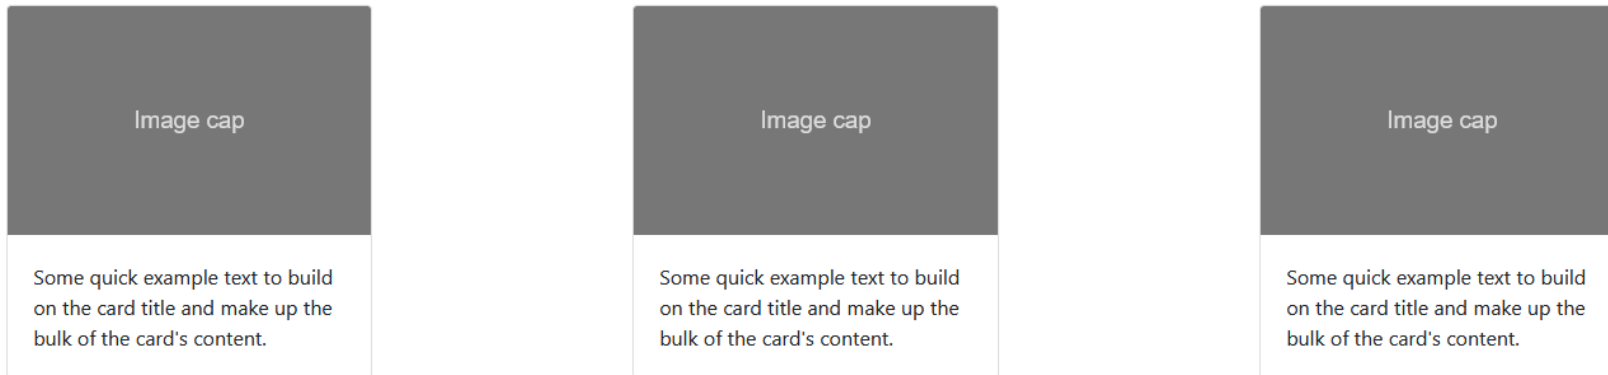 Image cap
Some quick example text to build
on the card title and make up the
bulk of the card's content.
Image cap
Some quick example text to build
on the card title and make up the
bulk of the card's content.
Image cap
Some quick example text to build
on the card title and make up the
bulk of the card's content.